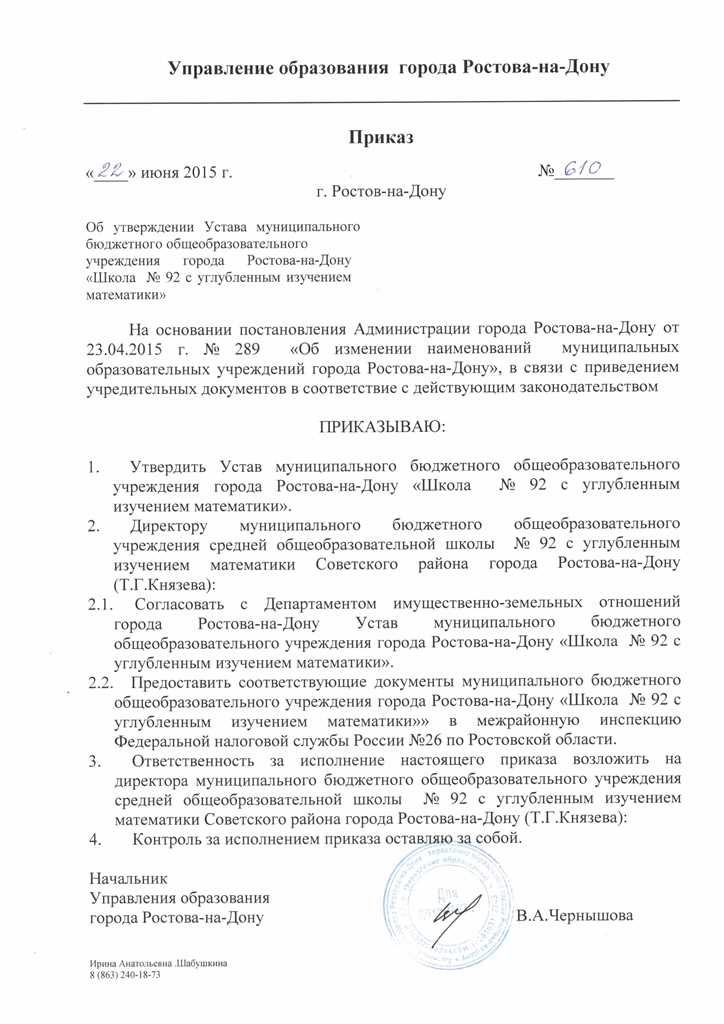 Управление образования города Ростова-на-Дону
Приказ
«22» июня 2015 г. № 610
г. Ростов-на-Дону
Об утверждении Устава муниципального
бюджетного общеобразовательного
учреждения города Ростова-на-Дону
«Школа № 92 с углубленным изучением
математики»
На основании постановления Администрации города Ростова-на-Дону от
23.04.2015 г. № 289 «Об изменении наименований муниципальных
образовательных учреждений города Ростова-на-Дону», в связи с приведением
учредительных документов в соответствие с действующим законодательством
ПРИКАЗЫВАЮ:
1. Утвердить Устав муниципального бюджетного общеобразовательного
учреждения города Ростова-на-Дону «Школа № 92 с углубленным
изучением математики».
2. Директору муниципального бюджетного общеобразовательного
учреждения средней общеобразовательной школы № 92 с углубленным
изучением математики Советского района города Ростова-на-Дону
(Т.Г.Князева):
2.1. Согласовать с Департаментом имущественно-земельных отношений
города Ростова-на-Дону Устав муниципального бюджетного
общеобразовательного учреждения города Ростова-на-Дону «Школа № 92 с
углубленным изучением математики».
2.2. Предоставить соответствующие документы муниципального бюджетного
общеобразовательного учреждения города Ростова-на-Дону «Школа № 92 с
углубленным изучением математики»» в межрайонную инспекцию
Федеральной налоговой службы России №26 по Ростовской области.
3. Ответственность за исполнение настоящего приказа возложить на
директора муниципального бюджетного общеобразовательного учреждения
средней общеобразовательной школы № 92 с углубленным изучением
математики Советского района города Ростова-на-Дону (Т.Г.Князева):
4. Контроль за исполнением приказа оставляю за собой.
Начальник
Управления образования
города Ростова-на-Дону В.А.Чернышова
Для
Ирина Анатольевна .Шабушкина
8 (863) 240-18-73